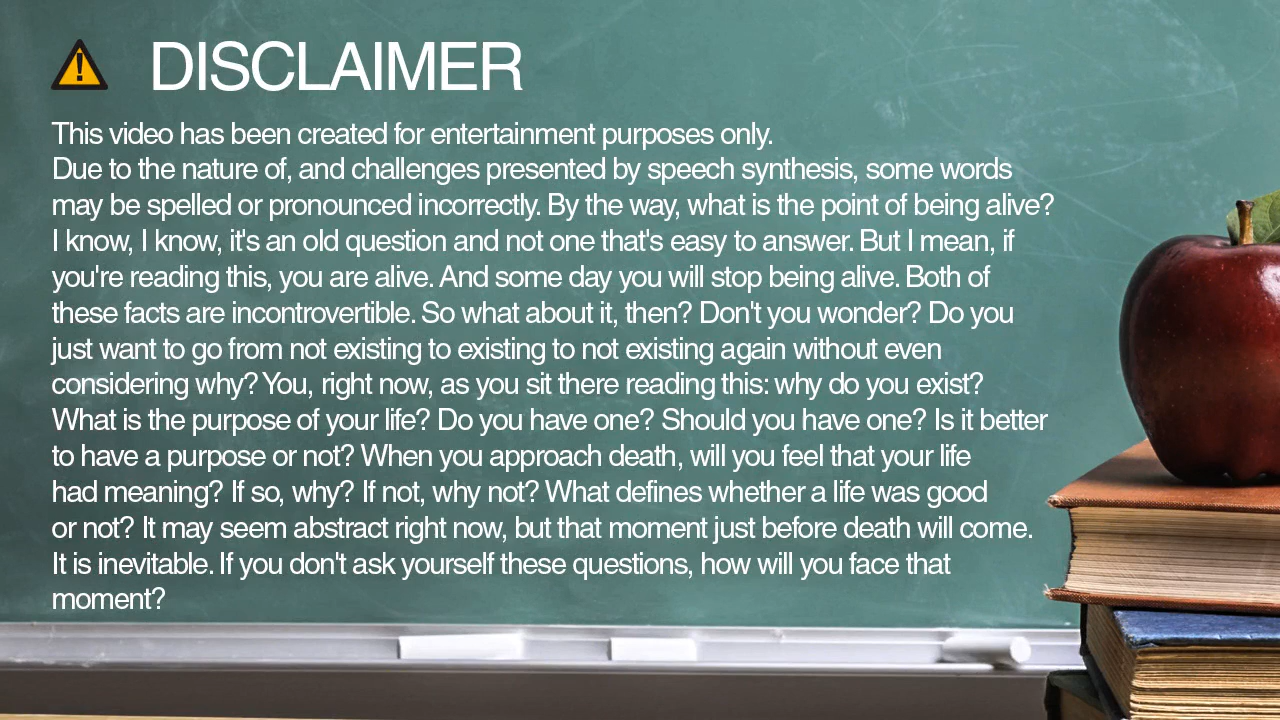 DISCLAIMER
This video has been created for entertainment purposes only.
Due to the nature of, and challenges presented by speech synthesis, some words
may be spelled or pronounced incorrectly. By the way, what is the point of being alive?
I know, I know, it's an old question and not one that's easy to answer. But I mean, if
you're reading this, you are alive. And some day you will stop being alive. Both of
these facts are incontrovertible. So what about it, then? Don't you wonder? Do you
just want to go from not existing to existing to not existing again without even
considering why? You, right now, as you sit there reading this: why do you exist?
What is the purpose of your life? Do you have one? Should you have one? Is it better
to have a purpose or not? When you approach death, will you feel that your life
had meaning? If so, why? If not, why not? What defines whether a life was good
or not? It may seem abstract right now, but that moment just before death will come.
It is inevitable. If you don't ask yourself these questions, how will you face that
moment?